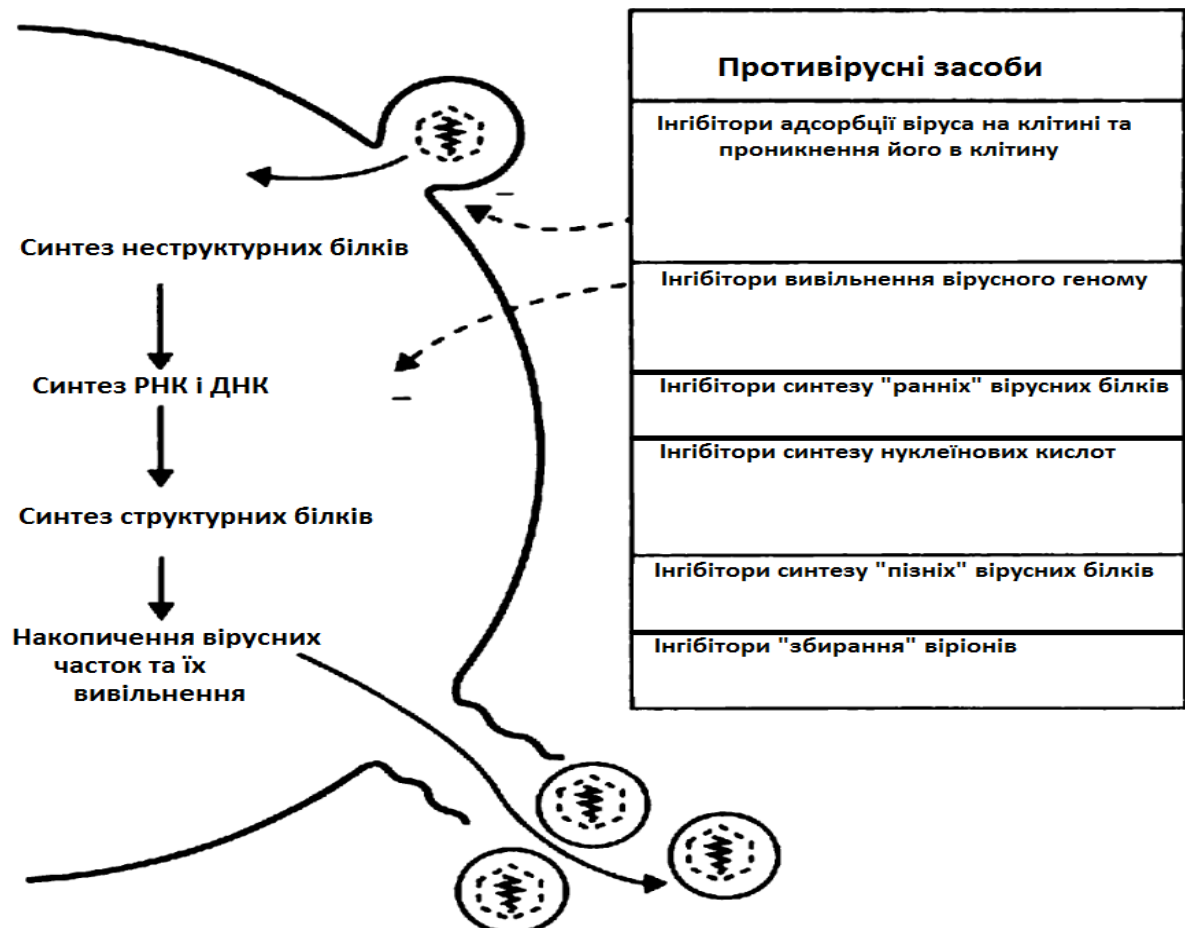 Противірусні засоби
Інгібітори адсорбції віруса на клітині та
проникнення його в клітину
Інгібітори вивільнення вірусного геному
Інгібітори синтезу "ранніх" вірусних білків
Інгібітори синтезу нуклеїнових кислот
Інгібітори синтезу "пізніх" вірусних білків
Інгібітори "збирання" віріонів
Синтез неструктурних білків
Синтез РНК і ДНК
Синтез структурних білків
Накопичення вірусних
часток та їх
вивільнення